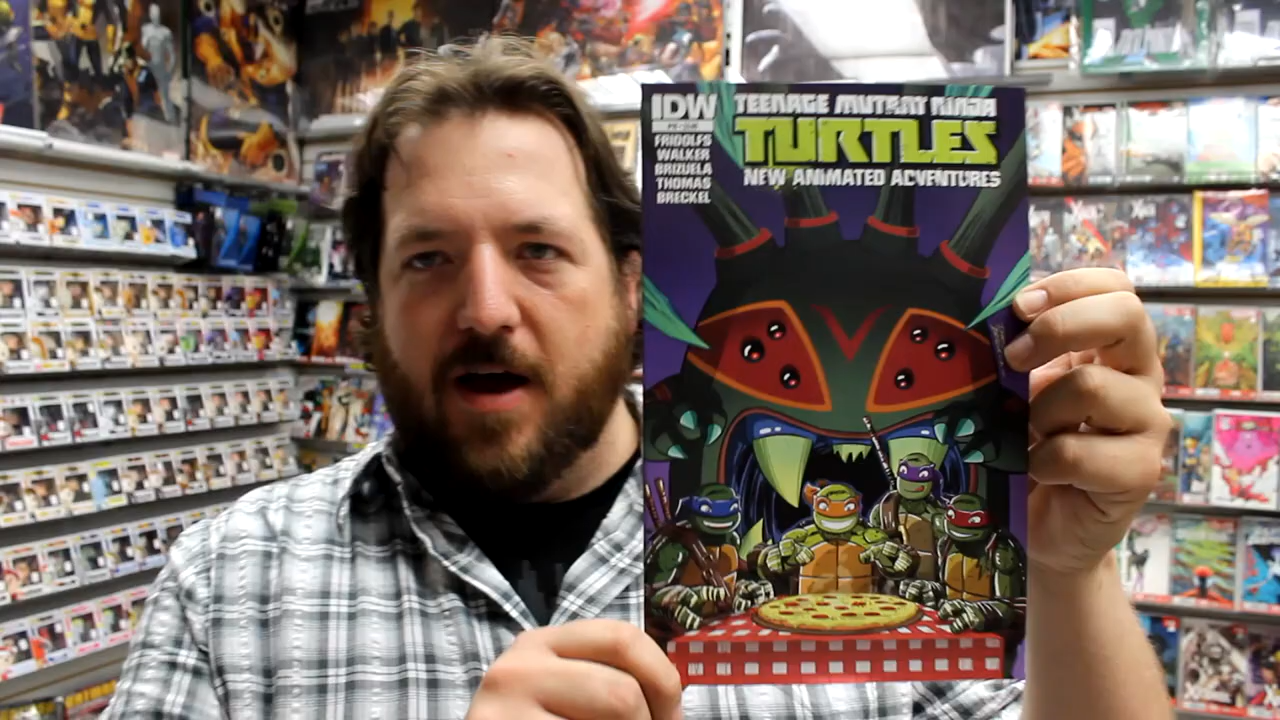 IDW
TEENAGE MUTANT NINJA
TURTLES
NEW ANIMATED ADVENTURES
FRIDOLFS
WALKER
BRIZUELA
THOMAS
BRECKEL